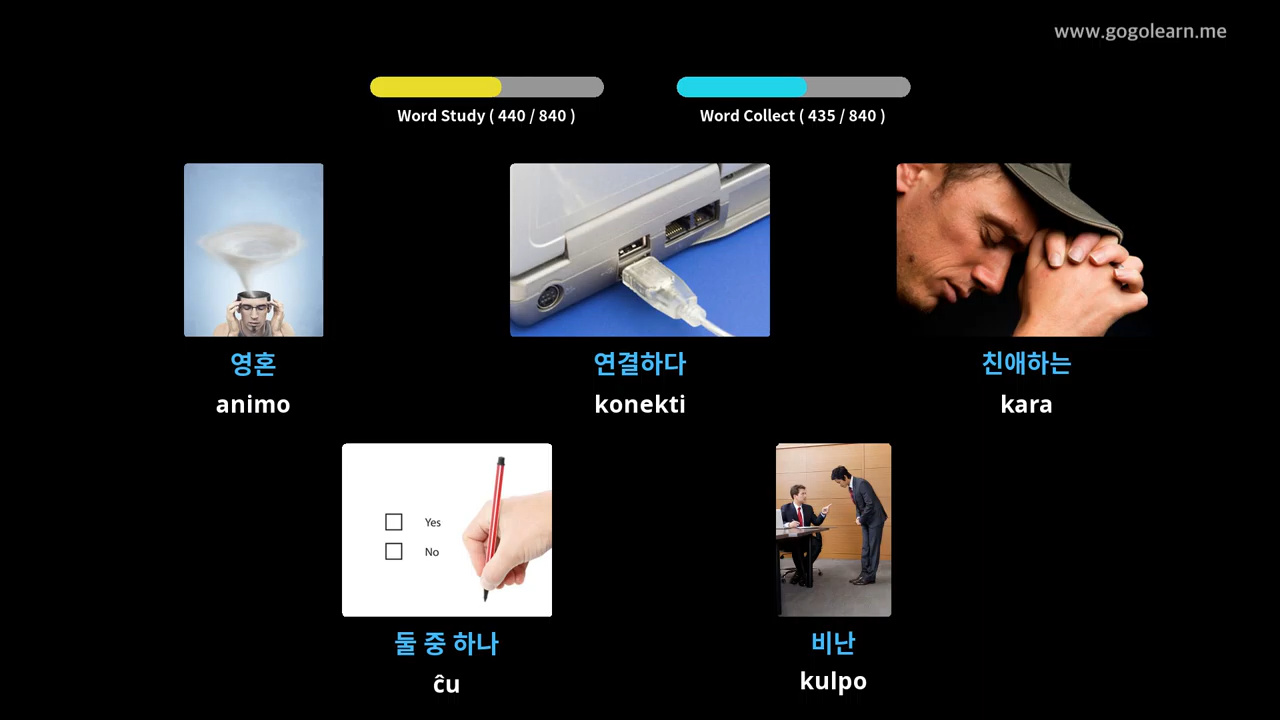 www.gogolearn.me
Word Study ( 440 / 840 )
Word Collect ( 435 / 840 )
영혼
animo
연결하다
konekti
친애하는
kara
Yes
No
둘 중 하나
ĉu
비난
kulpo